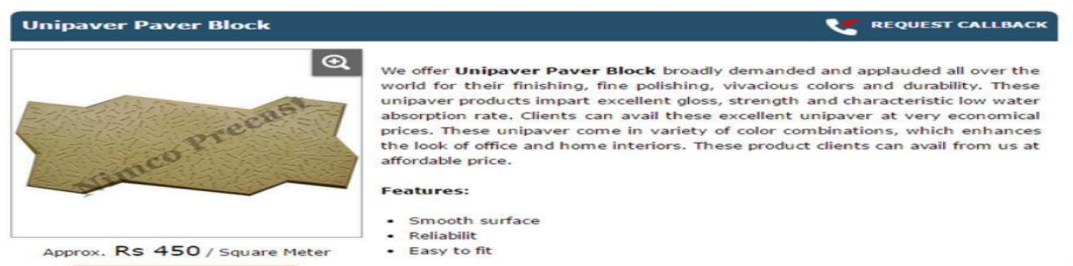 Unipaver Paver Block
REQUEST CALLBACK
Nimco Precast
Approx. Rs 450 / Square Meter
We offer Unipaver Paver Block broadly demanded and applauded all over the
world for their finishing, fine polishing, vivacious colors and durability. These
unipaver products impart excellent gloss, strength and characteristic low water
absorption rate. Clients can avail these excellent unipaver at very economical
prices. These unipaver come in variety of color combinations, which enhances
the look of office and home interiors. These product clients can avail from us at
affordable price.
Features:
• Smooth surface
• Reliabilit
• Easy to fit